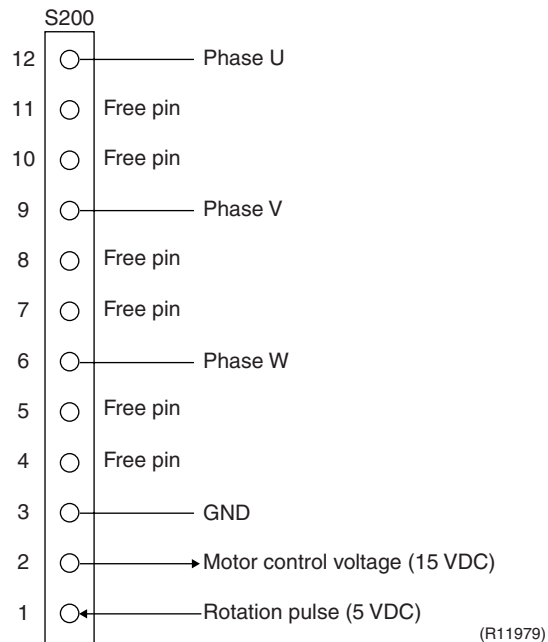 S200
12 Phase U
11 Free pin
10 Free pin
9 Phase V
8 Free pin
7 Free pin
6 Phase W
5 Free pin
4 Free pin
3 GND
2 Motor control voltage (15 VDC)
1 Rotation pulse (5 VDC)
(R11979)